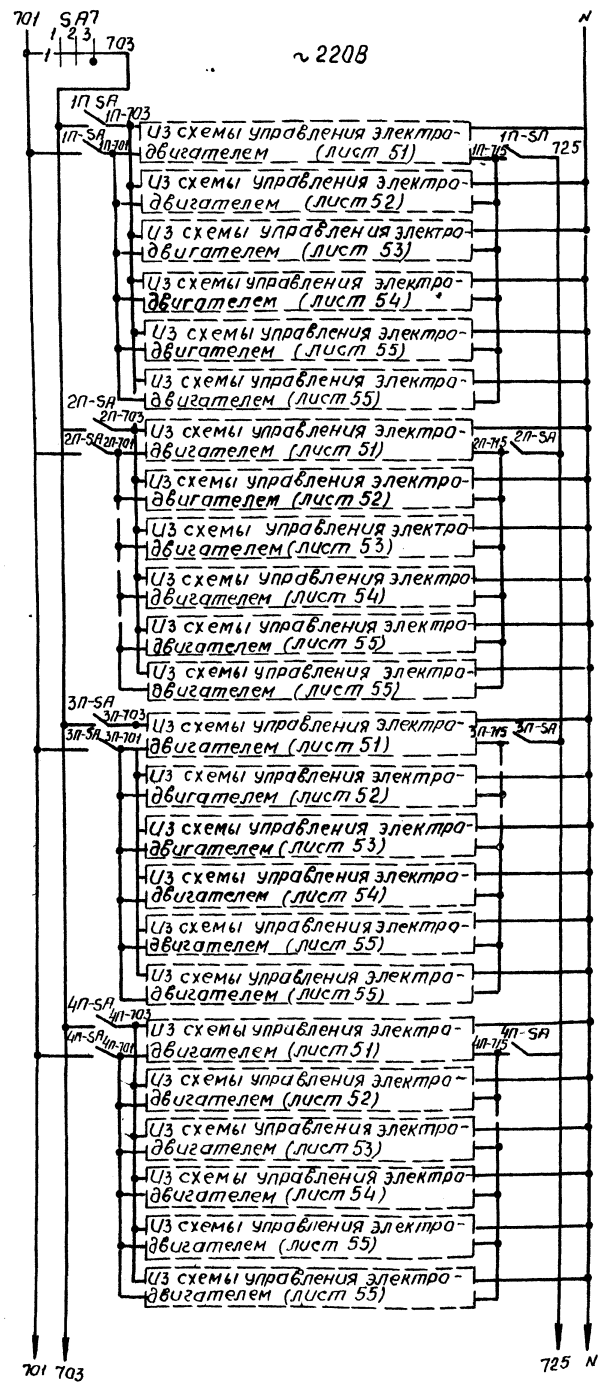 701 SA7 N
1 2 3 703
1
~220В
1П-SA 1П-703
Из схемы управления электро-
1П-SA 1П-701 двигателем (лист 51) 1П-715 1П-SA 725
Из схемы управления электро-
двигателем (лист 52)
Из схемы управления электро-
двигателем (лист 53)
Из схемы управления электро-
двигателем (лист 54)
Из схемы управления электро-
двигателем (лист 55)
Из схемы управления электро-
двигателем (лист 55)
2П-SA 2П-703
Из схемы управления электро-
2П-SA 2П-701 двигателем (лист 51) 2П-715 2П-SA
Из схемы управления электро-
двигателем (лист 52)
Из схемы управления электро
двигателем (лист 53)
Из схемы управления электро
двигателем (лист 54)
Из схемы управления электро-
двигателем (лист 55)
Из схемы управления электро-
двигателем (лист 55)
3П-SA 3П-703
Из схемы управления электро-
3П-SA 3П-701 двигателем (лист 51) 3П-715 3П-SA
Из схемы управления электро-
двигателем (лист 52)
Из схемы управления электро-
двигателем (лист 53)
Из схемы управления электро-
двигателем (лист 54)
Из схемы управления электро-
двигателем (лист 55)
Из схемы управления электро-
двигателем (лист 55)
4П-SA 4П-703
Из схемы управления электро-
4П-SA 4П-701 двигателем (лист 51) 4П-715 4П-SA
Из схемы управления электро-
двигателем (лист 52)
Из схемы управления электро-
двигателем (лист 53)
Из схемы управления электро
двигателем (лист 54)
Из схемы управления электро-
двигателем (лист 55)
Из схемы управления электро-
двигателем (лист 55)
701 703 725 N